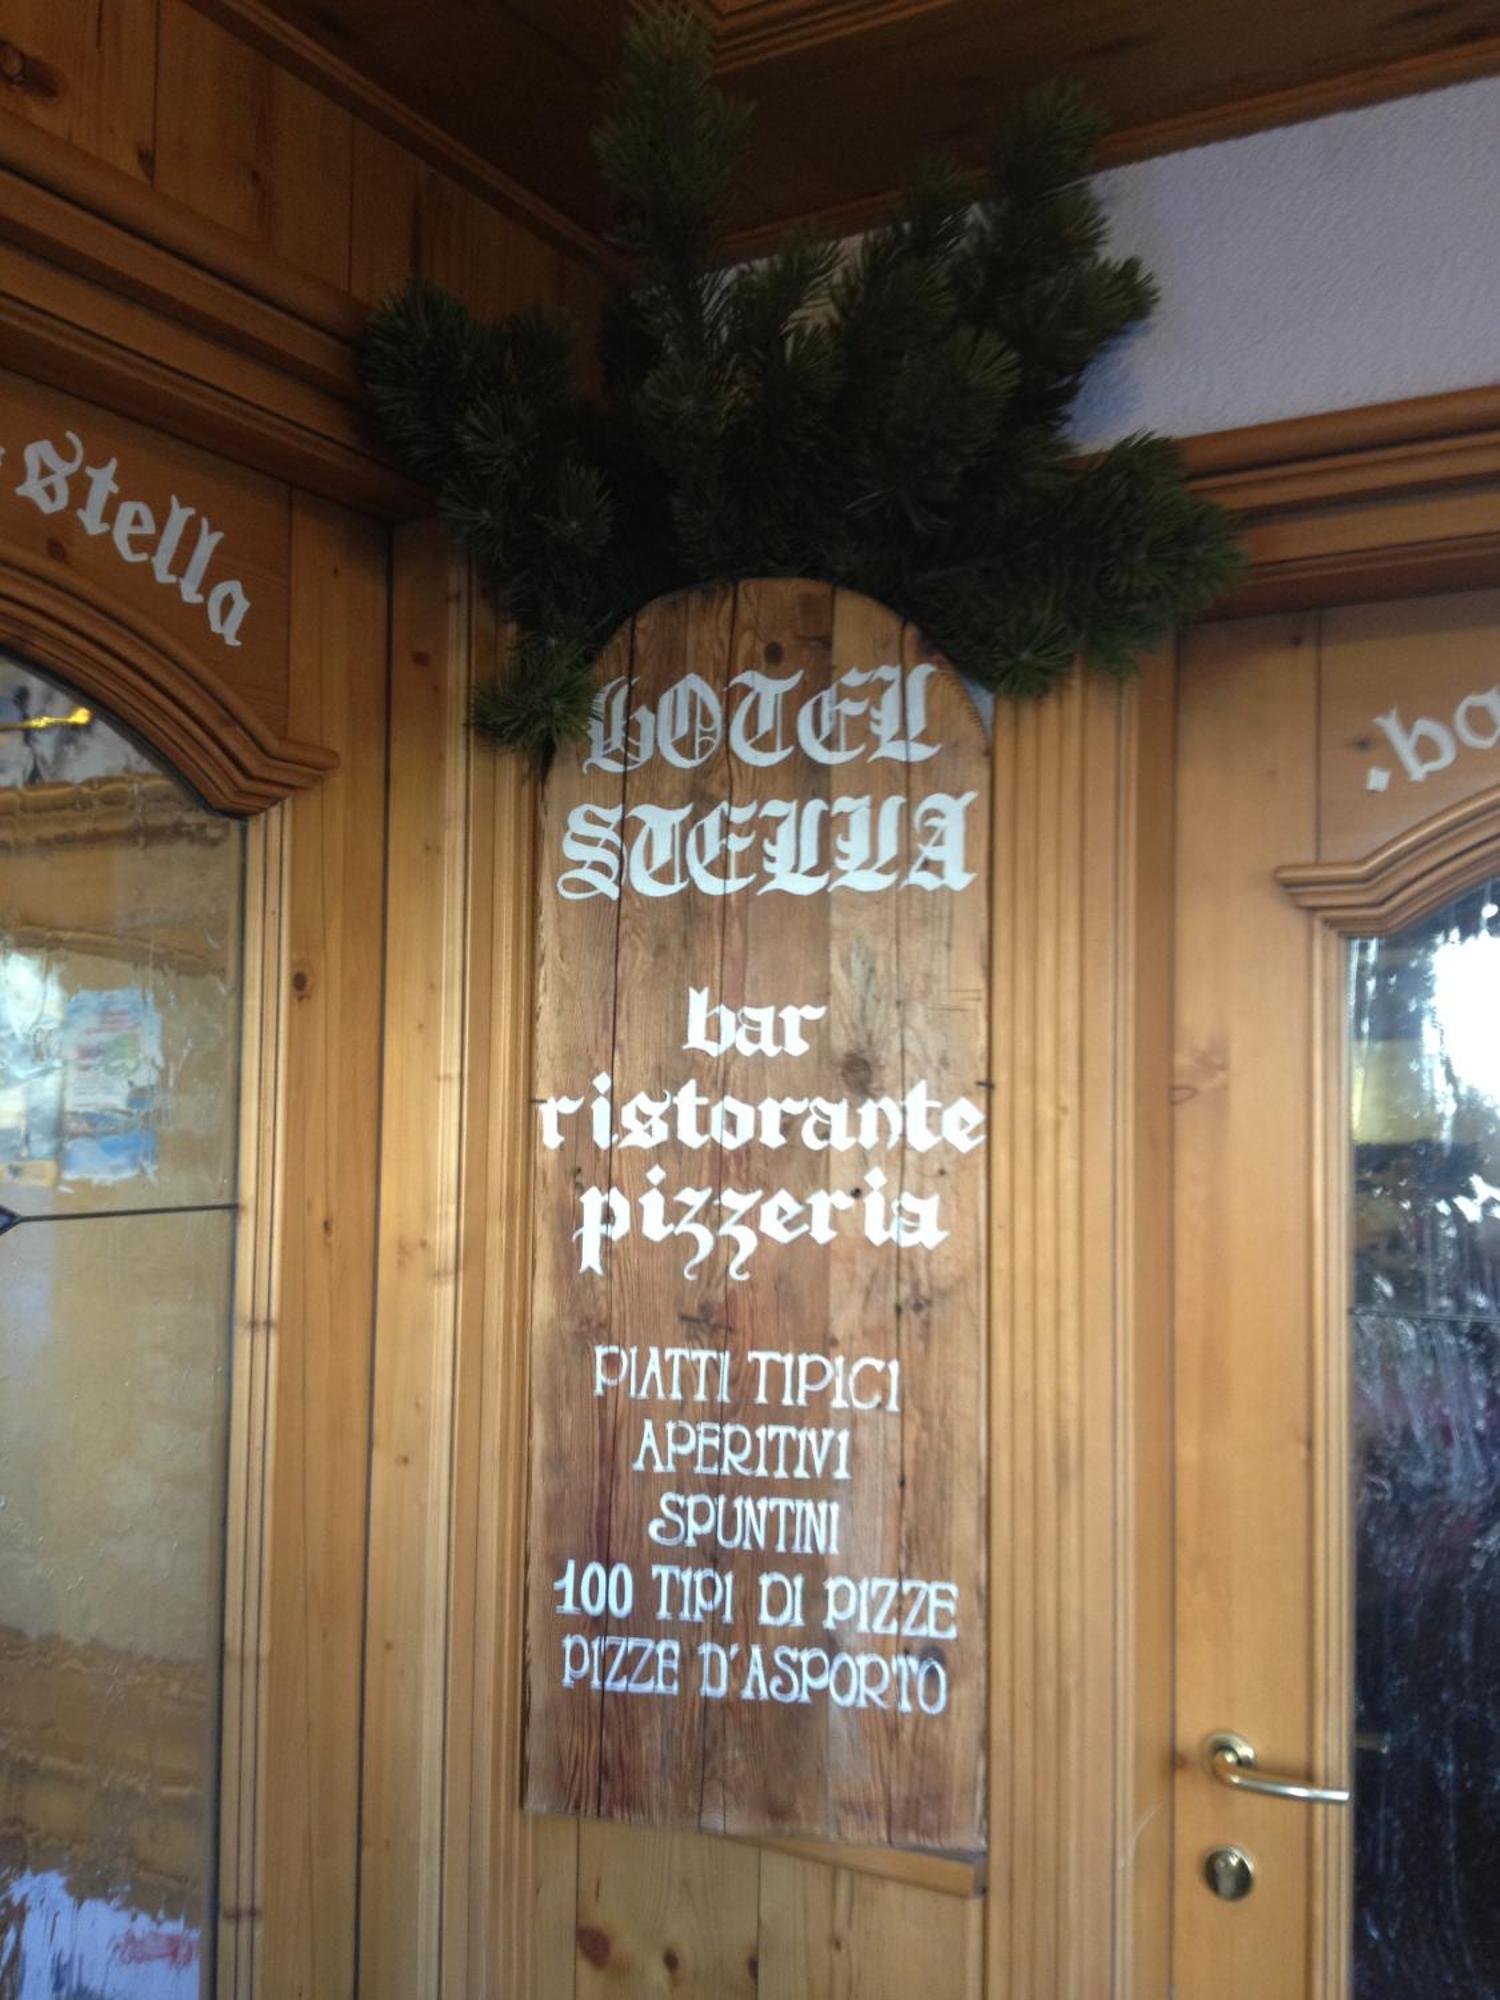 stella
HOTEL
STELLA
bar
ristorante
pizzeria
PIATTI TIPICI
APERITIVI
SPUNTINI
100 TIPI DI PIZZE
PIZZE D'ASPORTO